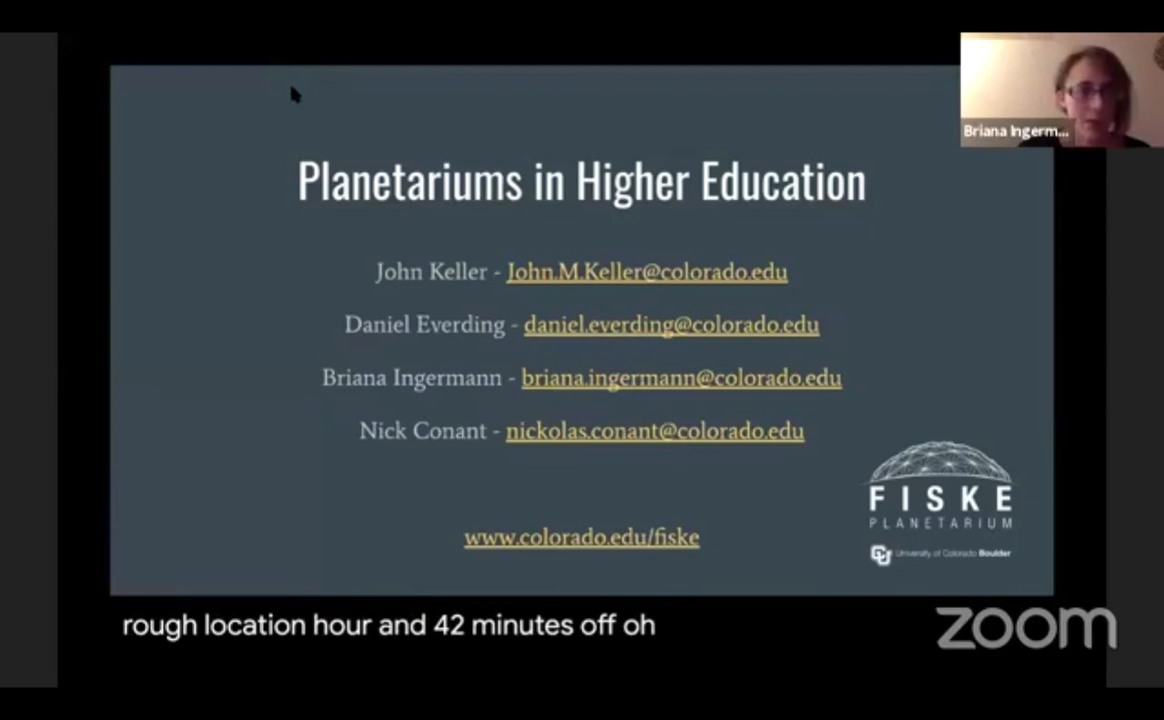 Briana Ingerm...
Planetariums in Higher Education
John Keller - John.M.Keller@colorado.edu
Daniel Everding - daniel.everding@colorado.edu
Briana Ingermann - briana.ingermann@colorado.edu
Nick Conant - nickolas.conant@colorado.edu
FISKE
PLANETARIUM
CU University of Colorado Boulder
www.colorado.edu/fiske
rough location hour and 42 minutes off oh
zoom